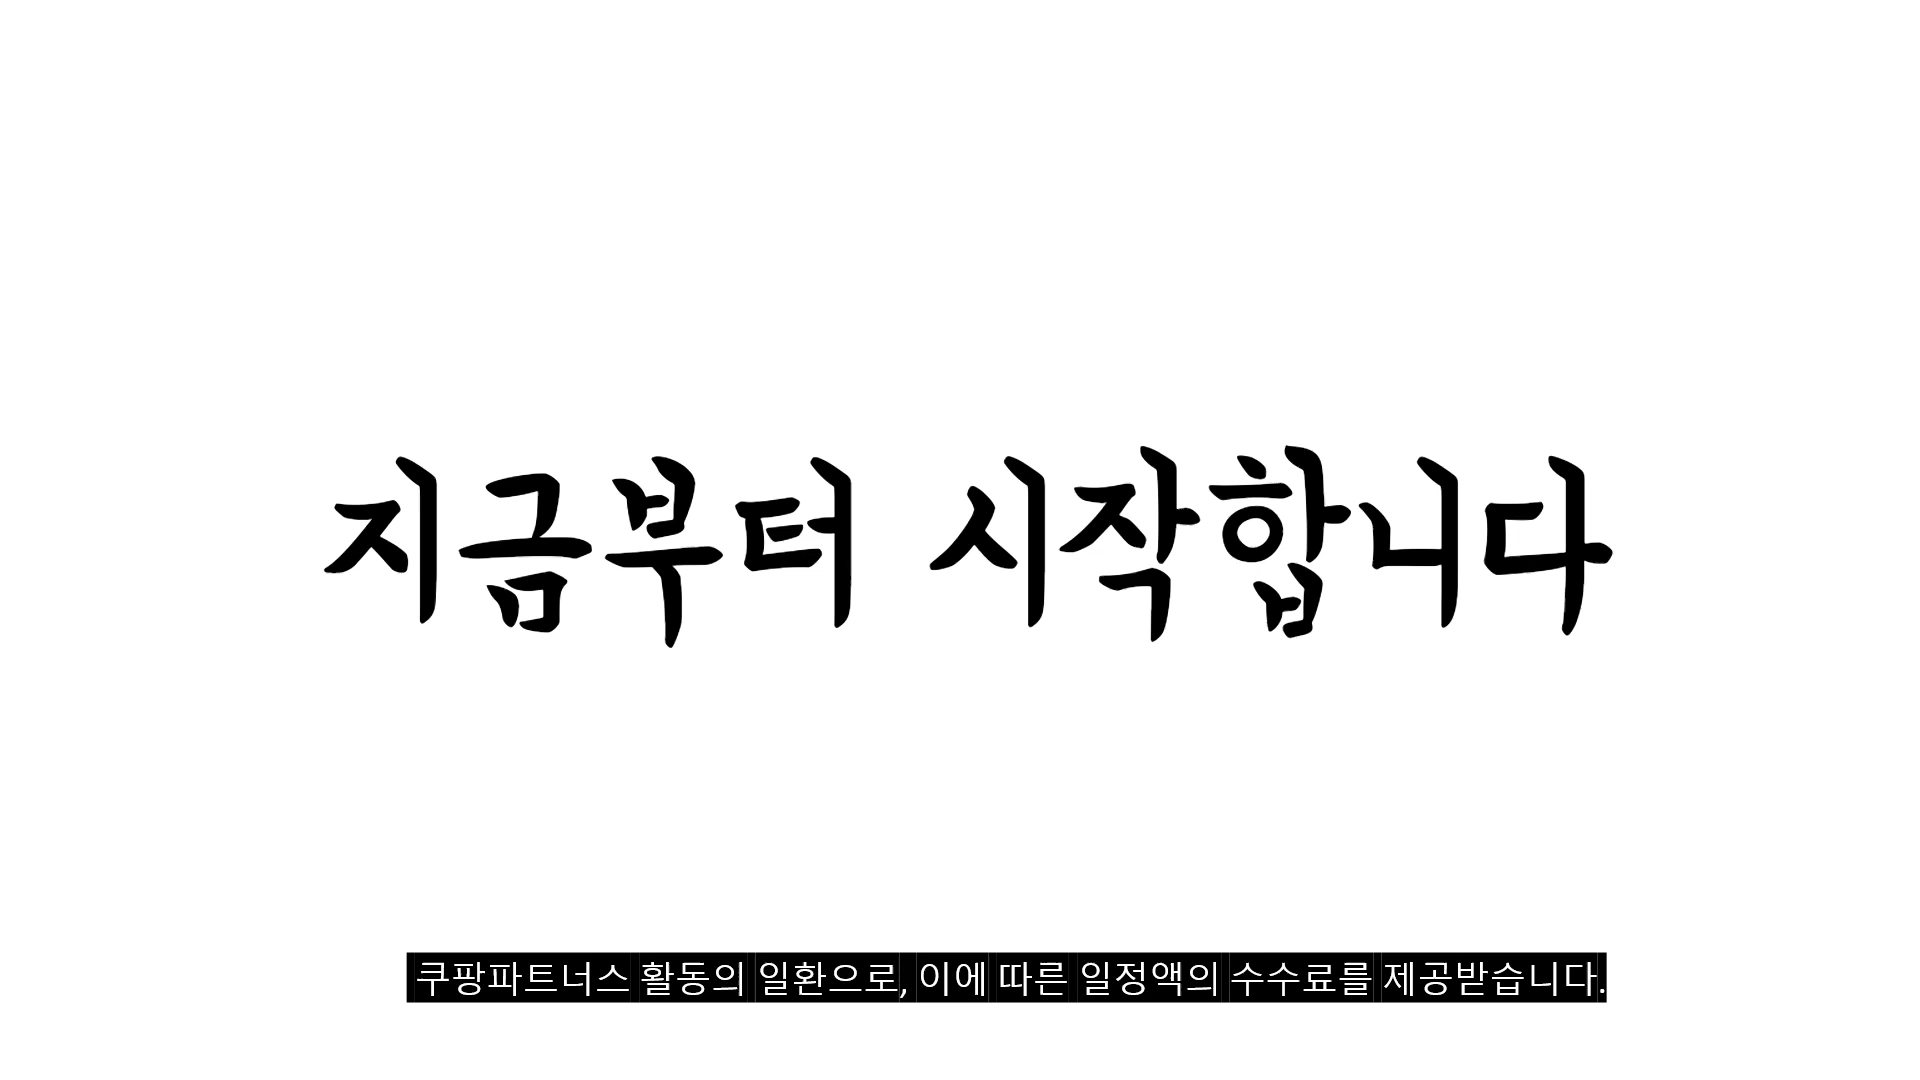 지금부터 시작합니다
쿠팡파트너스 활동의 일환으로, 이에 따른 일정액의 수수료를 제공받습니다.